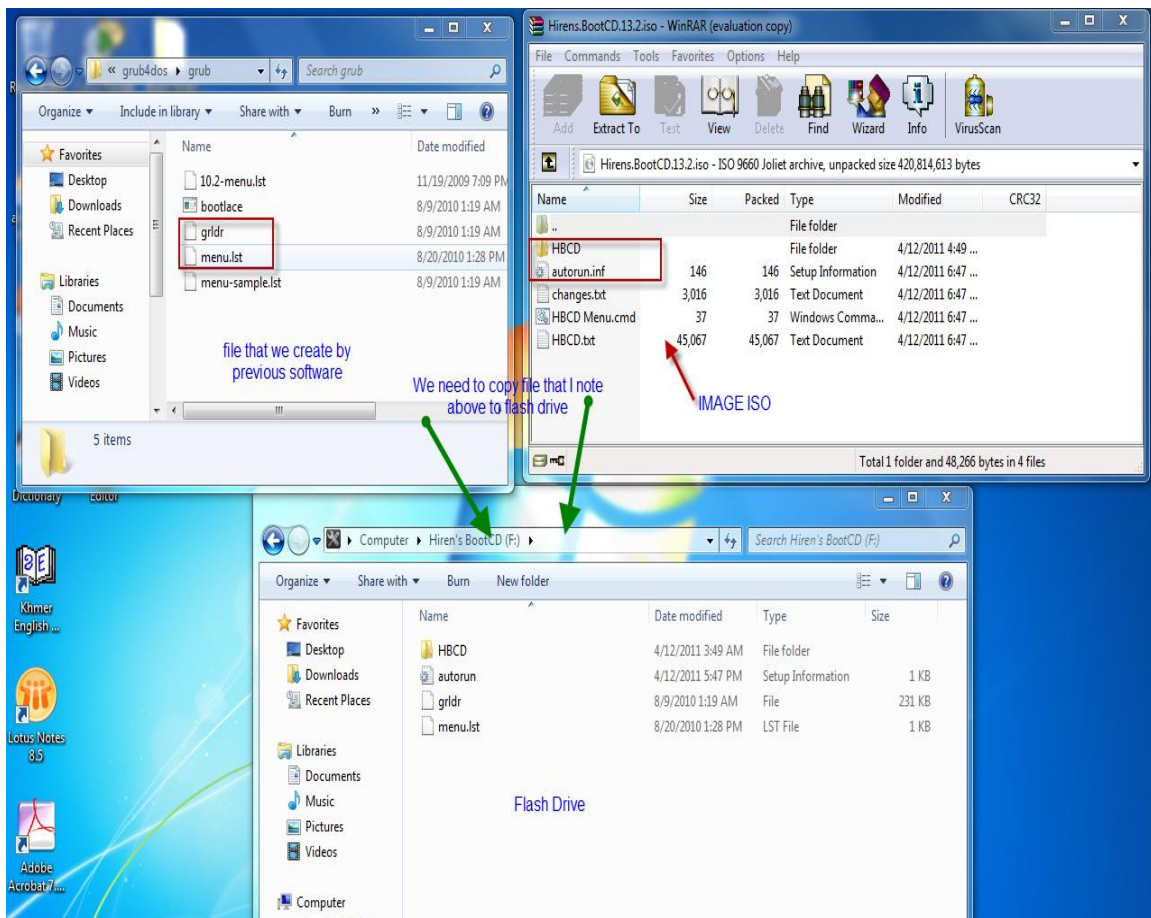 « grub4dos ▸ grub
Search grub
Organize ▾ Include in library ▾ Share with ▾ Burn »
Favorites
Desktop
Downloads
Recent Places
Libraries
Documents
Music
Pictures
Videos
Name Date modified
10.2-menu.lst 11/19/2009 7:09 PM
bootlace 8/9/2010 1:19 AM
grldr 8/9/2010 1:19 AM
menu.lst 8/20/2010 1:28 PM
menu-sample.lst 8/9/2010 1:19 AM
file that we create by
previous software
5 items
Hirens.BootCD.13.2.iso - WinRAR (evaluation copy)
File Commands Tools Favorites Options Help
Add Extract To Test View Delete Find Wizard Info VirusScan
Hirens.BootCD.13.2.iso - ISO 9660 Joliet archive, unpacked size 420,814,613 bytes
Name Size Packed Type Modified CRC32
.. File folder
HBCD File folder 4/12/2011 4:49 ...
autorun.inf 146 146 Setup Information 4/12/2011 6:47 ...
changes.txt 3,016 3,016 Text Document 4/12/2011 6:47 ...
HBCD Menu.cmd 37 37 Windows Comma... 4/12/2011 6:47 ...
HBCD.txt 45,067 45,067 Text Document 4/12/2011 6:47 ...
IMAGE ISO
Total 1 folder and 48,266 bytes in 4 files
We need to copy file that I note
above to flash drive
Dictionary Editor
Khmer
English ...
Lotus Notes
8.5
Adobe
Acrobat 7....
Computer ▸ Hiren's BootCD (F:) ▸
Search Hiren's BootCD (F:)
Organize ▾ Share with ▾ Burn New folder
Favorites
Desktop
Downloads
Recent Places
Libraries
Documents
Music
Pictures
Videos
Computer
Name Date modified Type Size
HBCD 4/12/2011 3:49 AM File folder
autorun 4/12/2011 5:47 PM Setup Information 1 KB
grldr 8/9/2010 1:19 AM File 231 KB
menu.lst 8/20/2010 1:28 PM LST File 1 KB
Flash Drive